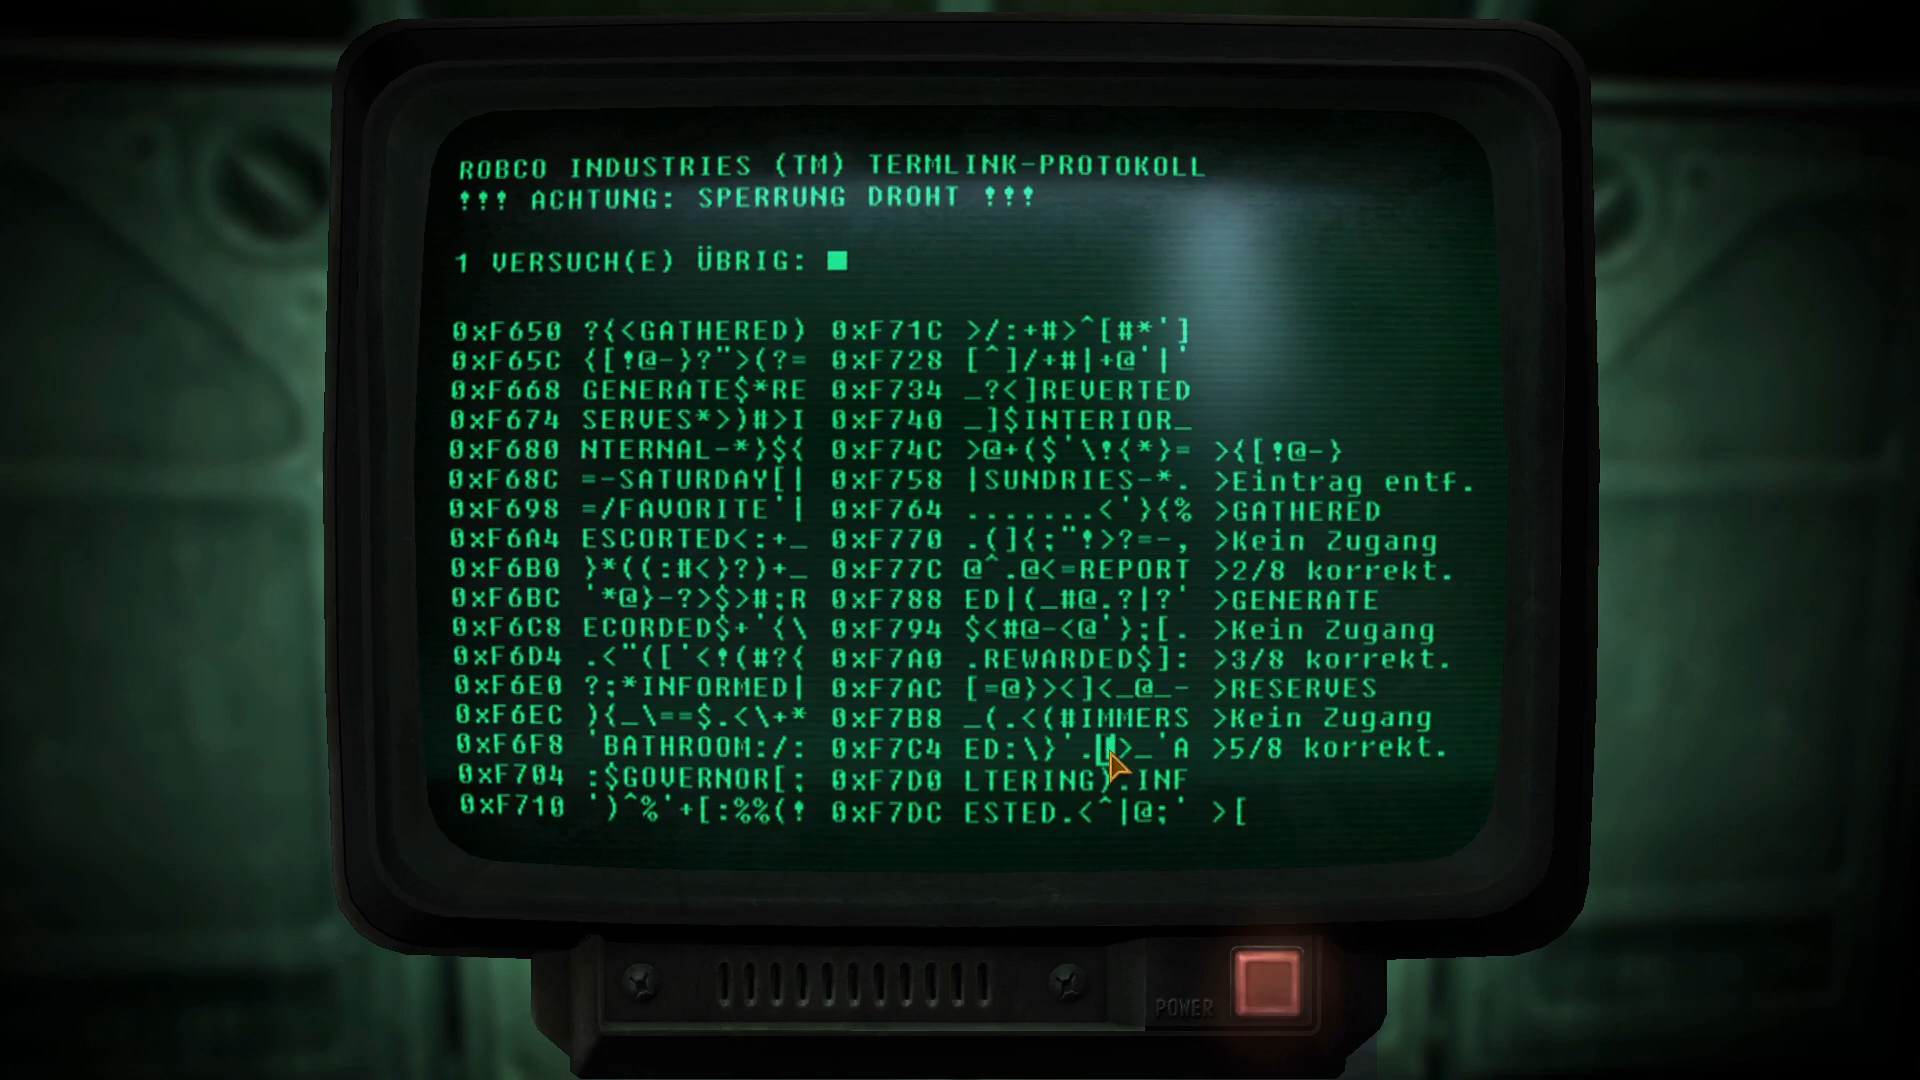 ROBCO INDUSTRIES (TM) TERMLINK-PROTOKOLL
!!! ACHTUNG: SPERRUNG DROHT !!!
1 VERSUCH(E) ÜBRIG: ■
0xF650 ?{<GATHERED) 0xF71C >/:+#>^[#*']
0xF65C {[!@-}?">(?= 0xF728 [^]/+#|+@'|'
0xF668 GENERATE$*RE 0xF734 _?<]REVERTED
0xF674 SERVES*>)#>I 0xF740 _]$INTERIOR_
0xF680 NTERNAL-*}${ 0xF74C >@+($'\!{*}= >{[!@-}
0xF68C =-SATURDAY[| 0xF758 |SUNDRIES-*. >Eintrag entf.
0xF698 =/FAVORITE'| 0xF764 .......<'}{% >GATHERED
0xF6A4 ESCORTED<:+_ 0xF770 .(]{;"!>?=-, >Kein Zugang
0xF6B0 }*((:#<}?)+_ 0xF77C @^.@<=REPORT >2/8 korrekt.
0xF6BC '*@}-?>$>#;R 0xF788 ED|(_#@.?|?' >GENERATE
0xF6C8 ECORDED$+'{\ 0xF794 $<#@-<@'};[. >Kein Zugang
0xF6D4 .<"(['<!(#?{ 0xF7A0 .REWARDED$]: >3/8 korrekt.
0xF6E0 ?;*INFORMED| 0xF7AC [=@}><]<_@_- >RESERVES
0xF6EC ){_\==$.<\+* 0xF7B8 _(.<(#IMMERS >Kein Zugang
0xF6F8 'BATHROOM:/: 0xF7C4 ED:\}'.[>_'A >5/8 korrekt.
0xF704 :$GOVERNOR[; 0xF7D0 LTERING).INF
0xF710 ')^%'+[:%%(! 0xF7DC ESTED.<^|@;' >[
POWER